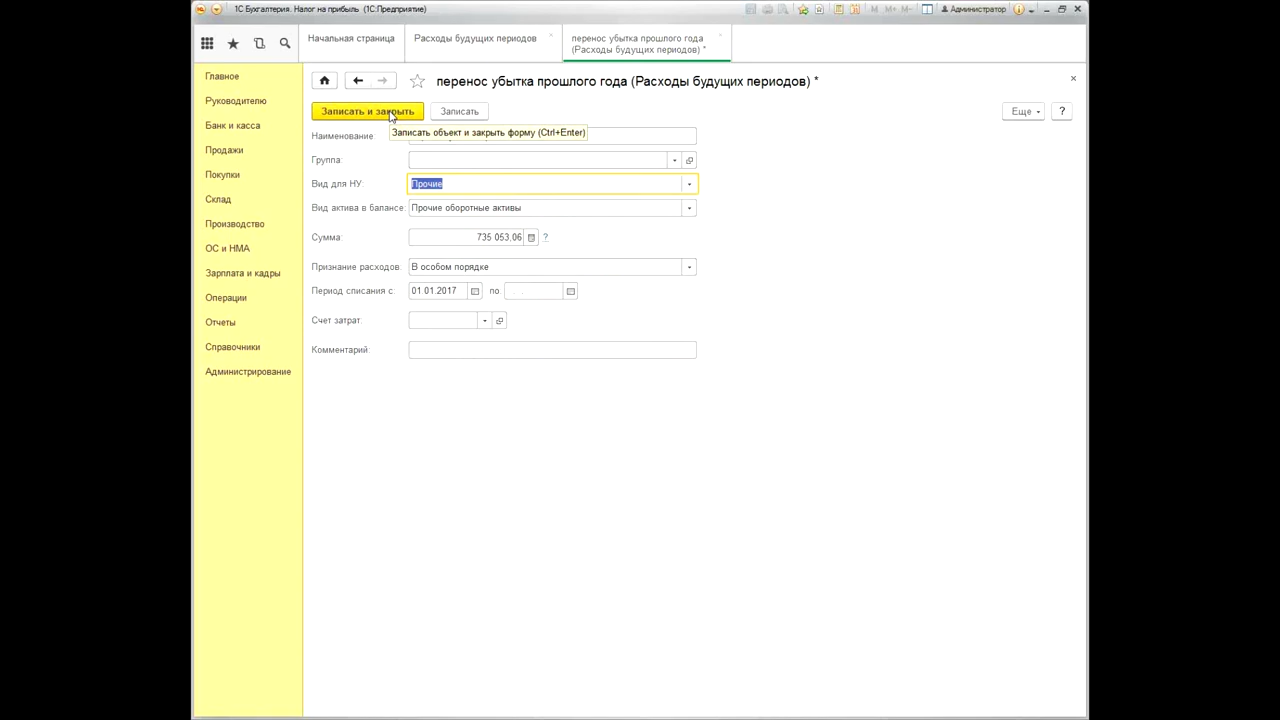 1С Бухгалтерия. Налог на прибыль (1С:Предприятие)
M M+ M-
Администратор
Начальная страница
Расходы будущих периодов
перенос убытка прошлого года
(Расходы будущих периодов) *
Главное
Руководителю
Банк и касса
Продажи
Покупки
Склад
Производство
ОС и НМА
Зарплата и кадры
Операции
Отчеты
Справочники
Администрирование
перенос убытка прошлого года (Расходы будущих периодов) *
Записать и закрыть
Записать
Еще
?
Записать объект и закрыть форму (Ctrl+Enter)
Наименование:
Группа:
Вид для НУ: Прочие
Вид актива в балансе: Прочие оборотные активы
Сумма: 735 053,06 ?
Признание расходов: В особом порядке
Период списания с: 01.01.2017 по: . .
Счет затрат:
Комментарий: